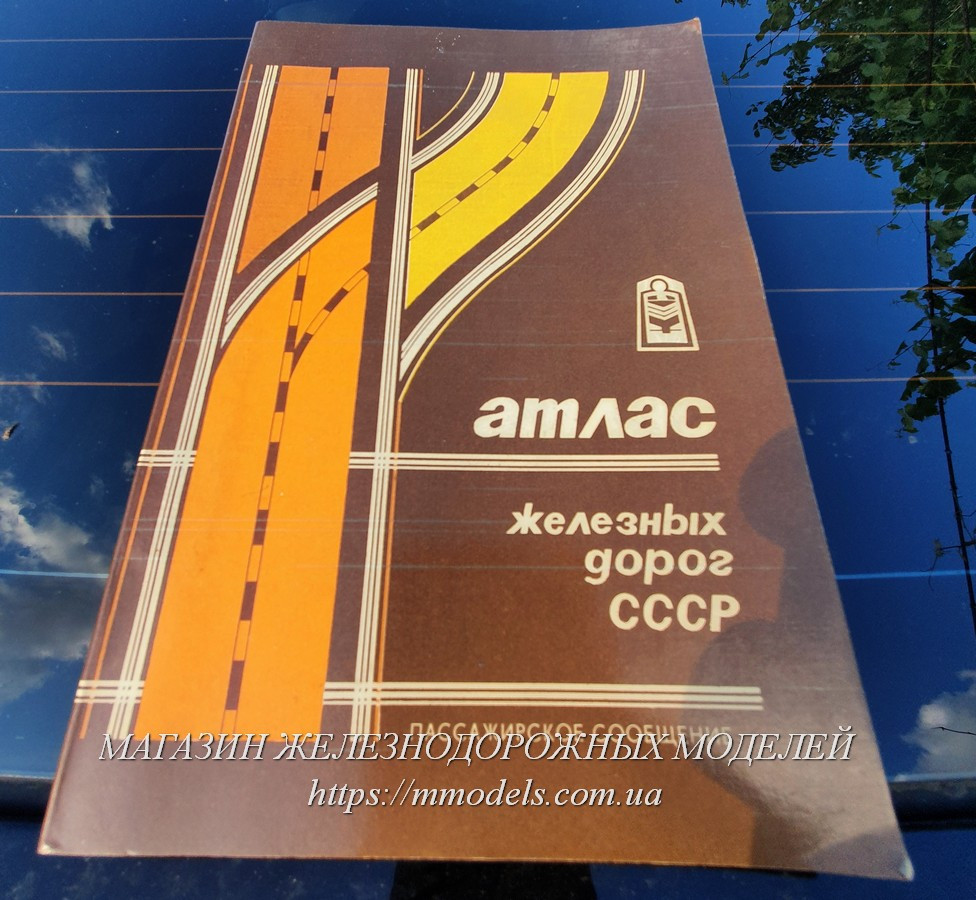 атлас
железных
дорог
СССР
ПАССАЖИРСКОЕ СООБЩЕНИЕ
МАГАЗИН ЖЕЛЕЗНОДОРОЖНЫХ МОДЕЛЕЙ
https://mmodels.com.ua